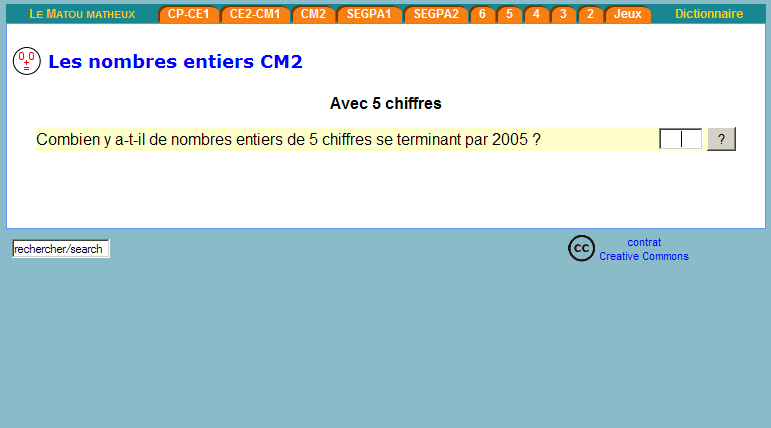 LE MATOU MATHEUX CP-CE1 CE2-CM1 CM2 SEGPA1 SEGPA2 6 5 4 3 2 Jeux Dictionnaire
0 0
+
=
Les nombres entiers CM2
Avec 5 chiffres
Combien y a-t-il de nombres entiers de 5 chiffres se terminant par 2005 ? ?
rechercher/search
cc contrat
Creative Commons